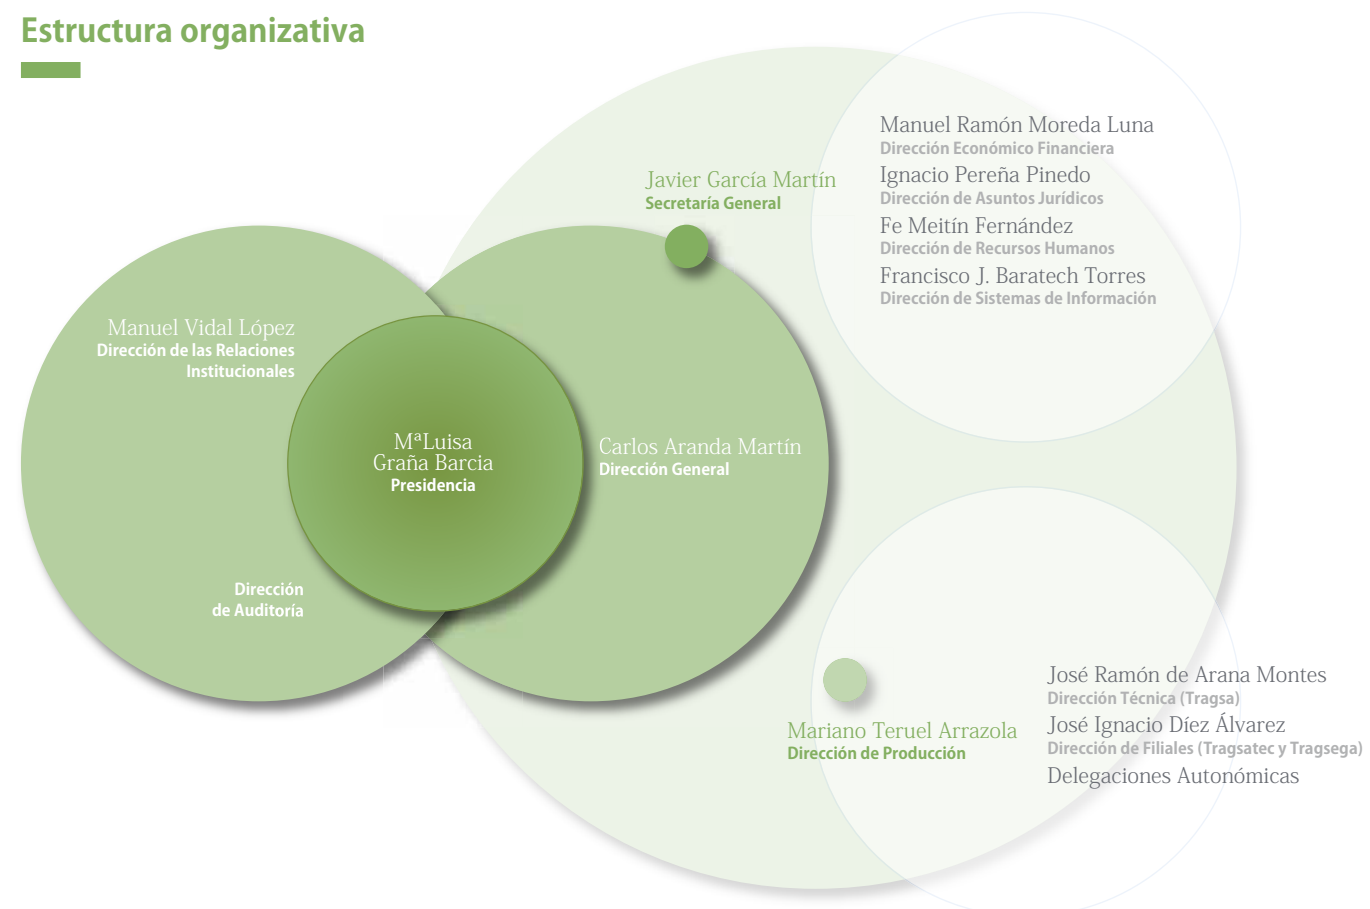 Estructura organizativa
Manuel Ramón Moreda Luna
Dirección Económico Financiera
Ignacio Pereña Pinedo
Dirección de Asuntos Jurídicos
Fe Meitín Fernández
Dirección de Recursos Humanos
Francisco J. Baratech Torres
Dirección de Sistemas de Información
Javier García Martín
Secretaría General
Manuel Vidal López
Dirección de las Relaciones
Institucionales
MªLuisa
Graña Barcia
Presidencia
Carlos Aranda Martín
Dirección General
Dirección
de Auditoría
Mariano Teruel Arrazola
Dirección de Producción
José Ramón de Arana Montes
Dirección Técnica (Tragsa)
José Ignacio Díez Álvarez
Dirección de Filiales (Tragsatec y Tragsega)
Delegaciones Autonómicas